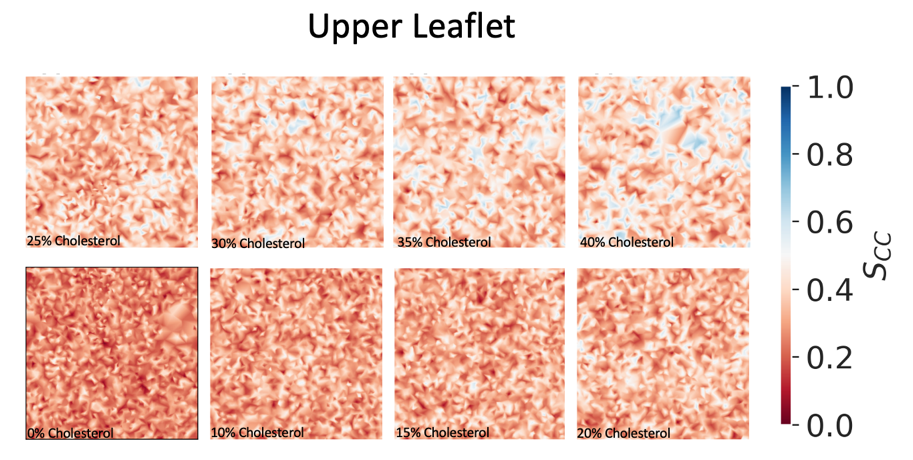 Upper Leaflet
25% Cholesterol
30% Cholesterol
35% Cholesterol
40% Cholesterol
0% Cholesterol
10% Cholesterol
15% Cholesterol
20% Cholesterol
1.0
0.8
0.6
0.4
0.2
0.0
SCC